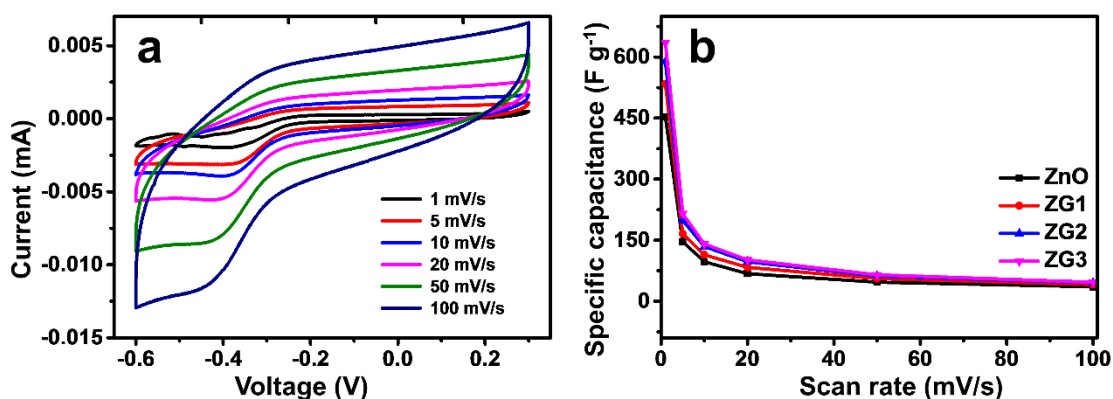 a
0.005
0.000
-0.005
-0.010
-0.015
Current (mA)
1 mV/s
5 mV/s
10 mV/s
20 mV/s
50 mV/s
100 mV/s
-0.6 -0.4 -0.2 0.0 0.2
Voltage (V)
b
600
450
300
150
0
Specific capacitance (F g⁻¹)
ZnO
ZG1
ZG2
ZG3
0 20 40 60 80 100
Scan rate (mV/s)